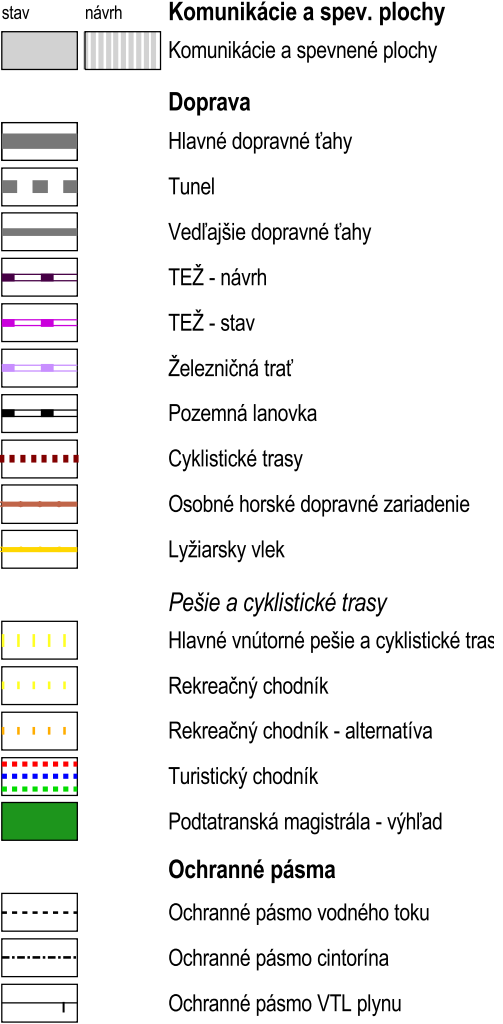 stav návrh Komunikácie a spev. plochy
Komunikácie a spevnené plochy
Doprava
Hlavné dopravné ťahy
Tunel
Vedľajšie dopravné ťahy
TEŽ - návrh
TEŽ - stav
Železničná trať
Pozemná lanovka
Cyklistické trasy
Osobné horské dopravné zariadenie
Lyžiarsky vlek
Pešie a cyklistické trasy
Hlavné vnútorné pešie a cyklistické tras
Rekreačný chodník
Rekreačný chodník - alternatíva
Turistický chodník
Podtatranská magistrála - výhľad
Ochranné pásma
Ochranné pásmo vodného toku
Ochranné pásmo cintorína
Ochranné pásmo VTL plynu